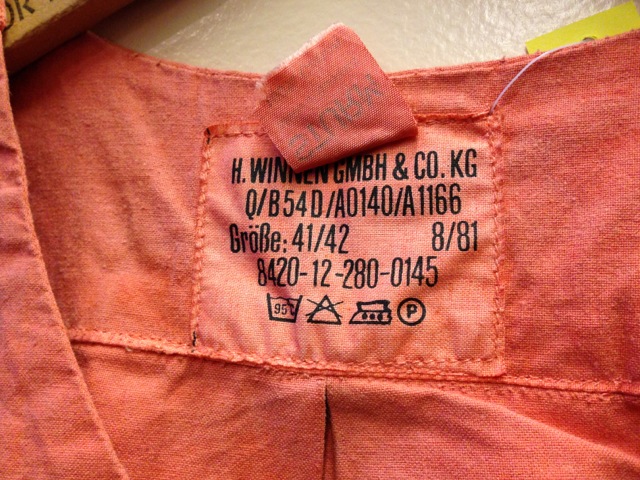 H. WINNEN GMBH & CO. KG
Q/B54D/A0140/A1166
Größe: 41/42 8/81
8420-12-280-0145
95°
P